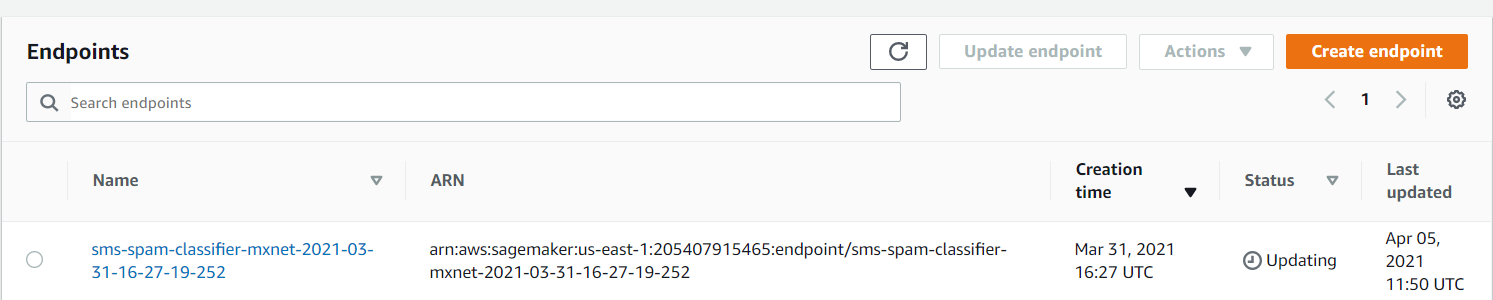 Endpoints
Update endpoint
Actions
Create endpoint
Search endpoints
1
Name
ARN
Creation
time
Status
Last
updated
sms-spam-classifier-mxnet-2021-03-
31-16-27-19-252
arn:aws:sagemaker:us-east-1:205407915465:endpoint/sms-spam-classifier-
mxnet-2021-03-31-16-27-19-252
Mar 31, 2021
16:27 UTC
Updating
Apr 05,
2021
11:50 UTC